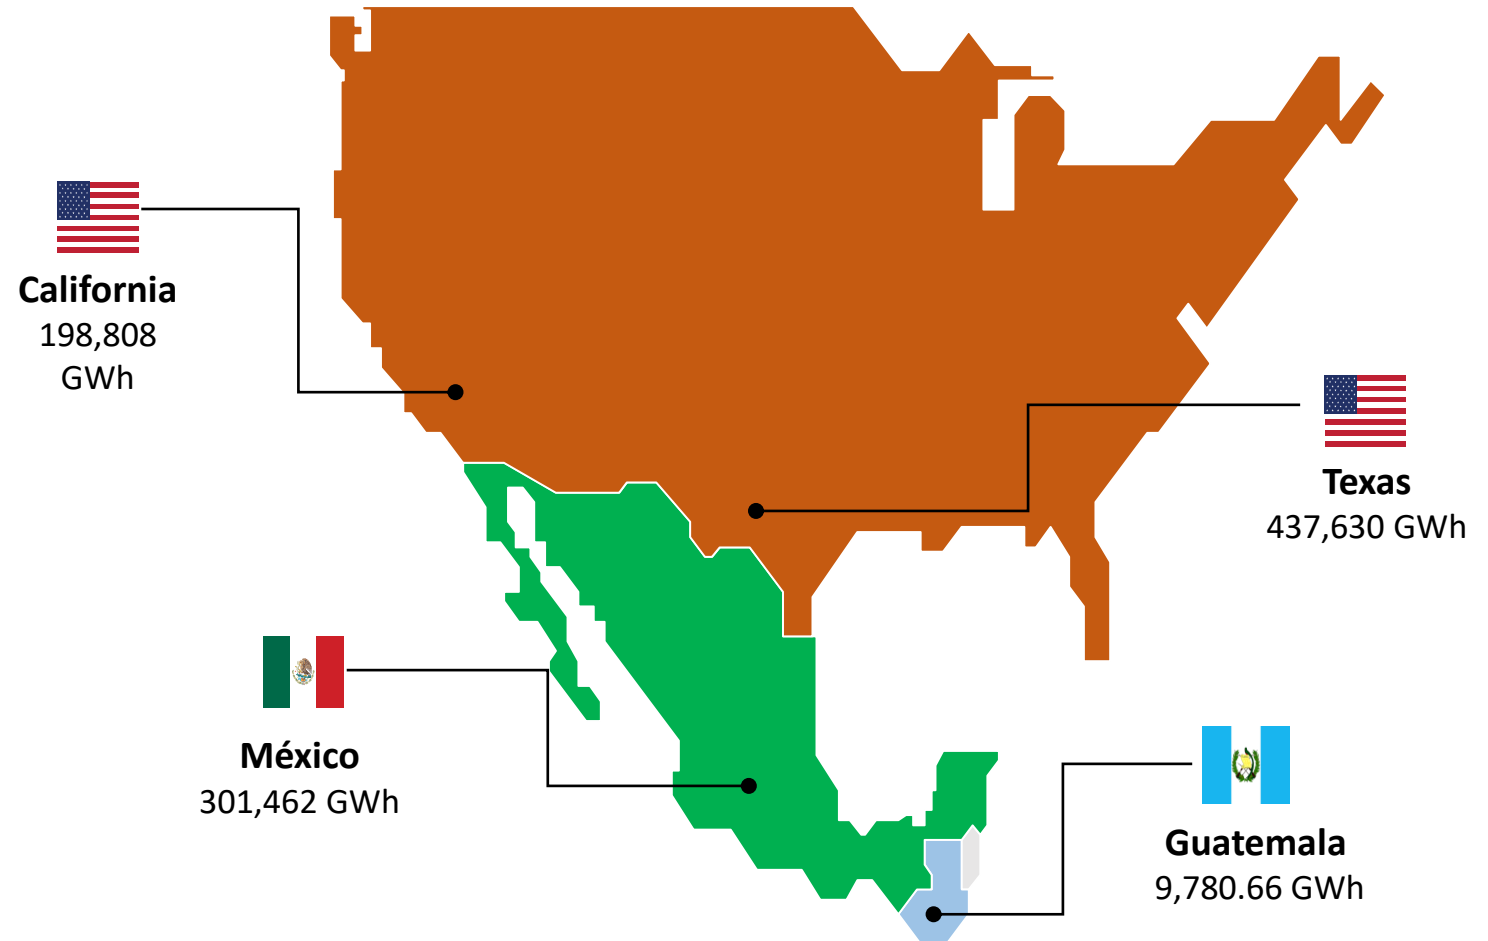 California
198,808
GWh
Texas
437,630 GWh
México
301,462 GWh
Guatemala
9,780.66 GWh